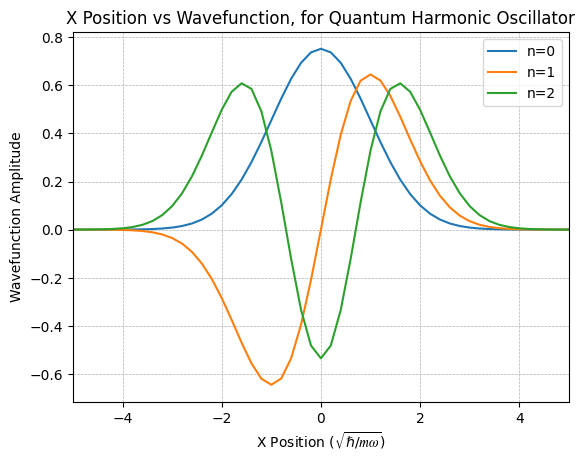 X Position vs Wavefunction, for Quantum Harmonic Oscillator
0.8
0.6
0.4
0.2
0.0
−0.2
−0.4
−0.6
Wavefunction Amplitude
n=0
n=1
n=2
−4 −2 0 2 4
X Position (√ℏ/mω)